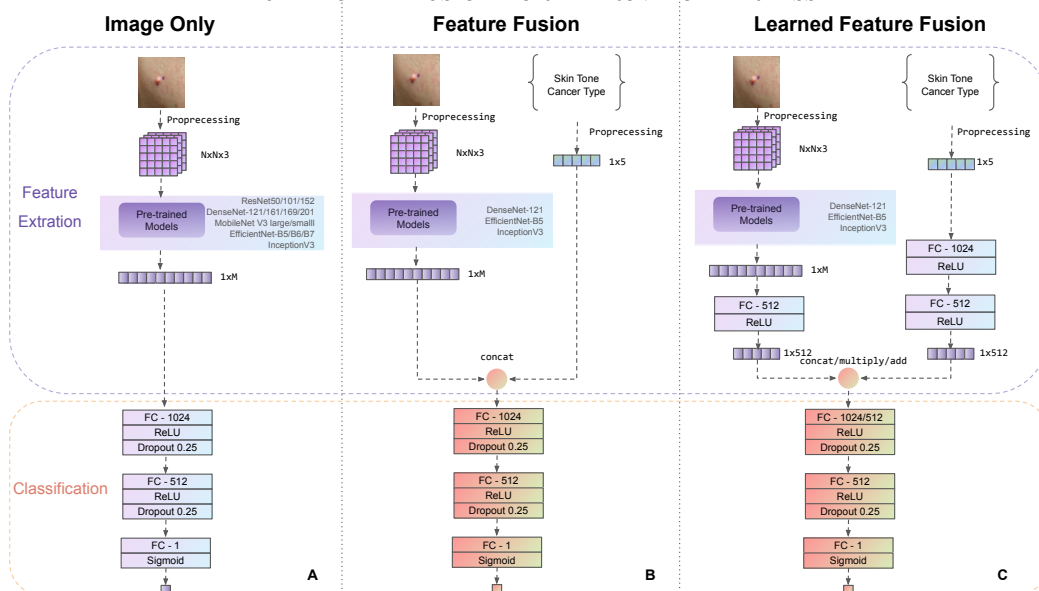 Image Only
Feature Fusion
Learned Feature Fusion
Feature
Extration
Classification
Proprecessing
NxNx3
Pre-trained
Models
ResNet50/101/152
DenseNet-121/161/169/201
MobileNet V3 large/smalll
EfficientNet-B5/B6/B7
InceptionV3
1xM
FC - 1024
ReLU
Dropout 0.25
FC - 512
ReLU
Dropout 0.25
FC - 1
Sigmoid
A
Skin Tone
Cancer Type
Proprecessing
Proprecessing
NxNx3
1x5
Pre-trained
Models
DenseNet-121
EfficientNet-B5
InceptionV3
1xM
concat
FC - 1024
ReLU
Dropout 0.25
FC - 512
ReLU
Dropout 0.25
FC - 1
Sigmoid
B
Skin Tone
Cancer Type
Proprecessing
Proprecessing
NxNx3
1x5
Pre-trained
Models
DenseNet-121
EfficientNet-B5
InceptionV3
1xM
FC - 512
ReLU
1x512
FC - 1024
ReLU
FC - 512
ReLU
1x512
concat/multiply/add
FC - 1024/512
ReLU
Dropout 0.25
FC - 512
ReLU
Dropout 0.25
FC - 1
Sigmoid
C